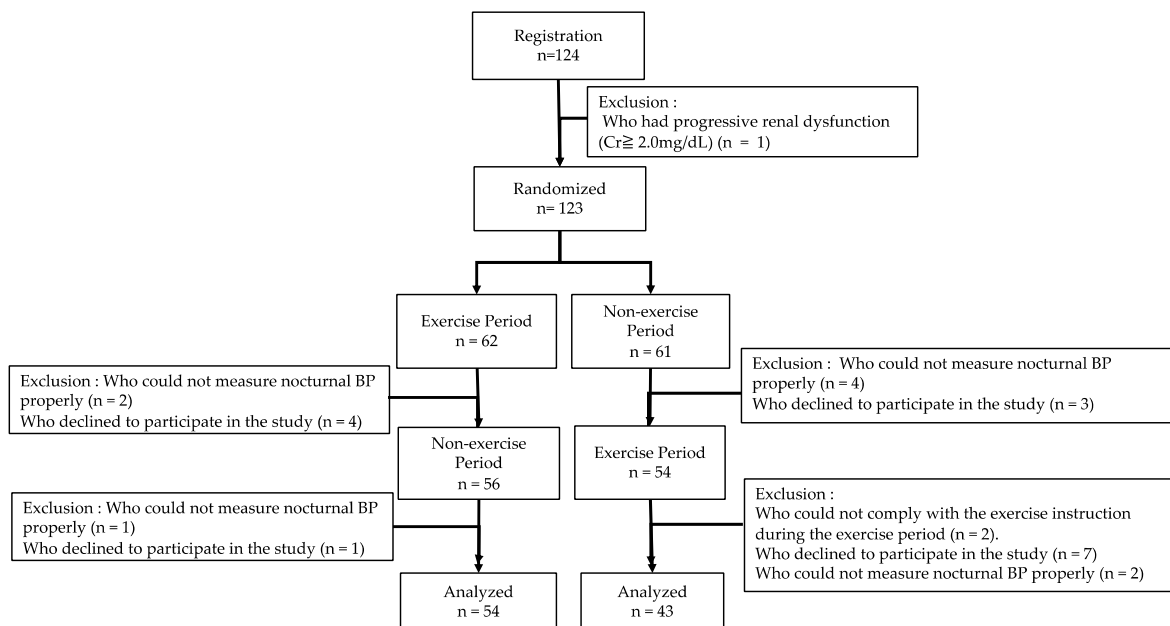 Registration
n=124
Exclusion :
Who had progressive renal dysfunction
(Cr≧ 2.0mg/dL) (n = 1)
Randomized
n= 123
Exercise Period
n = 62
Non-exercise
Period
n = 61
Exclusion : Who could not measure nocturnal BP
properly (n = 2)
Who declined to participate in the study (n = 4)
Exclusion : Who could not measure nocturnal BP
properly (n = 4)
Who declined to participate in the study (n = 3)
Non-exercise
Period
n = 56
Exercise Period
n = 54
Exclusion : Who could not measure nocturnal BP
properly (n = 1)
Who declined to participate in the study (n = 1)
Exclusion :
Who could not comply with the exercise instruction
during the exercise period (n = 2).
Who declined to participate in the study (n = 7)
Who could not measure nocturnal BP properly (n = 2)
Analyzed
n = 54
Analyzed
n = 43